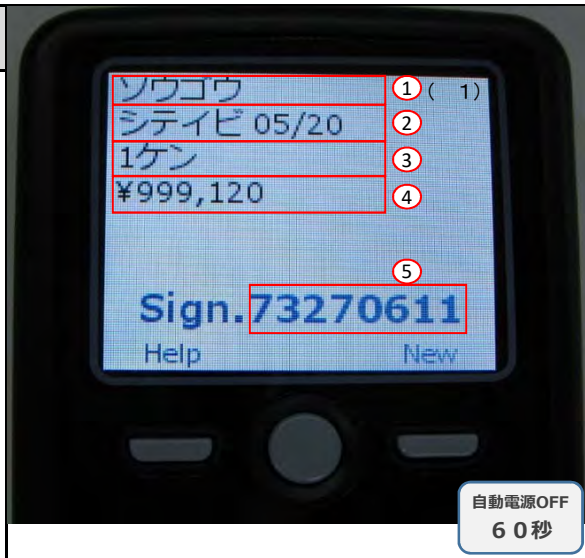 ソウゴウ ① ( 1)
シテイビ 05/20 ②
1ケン ③
¥999,120 ④
⑤
Sign.73270611
Help New
自動電源OFF
６０秒